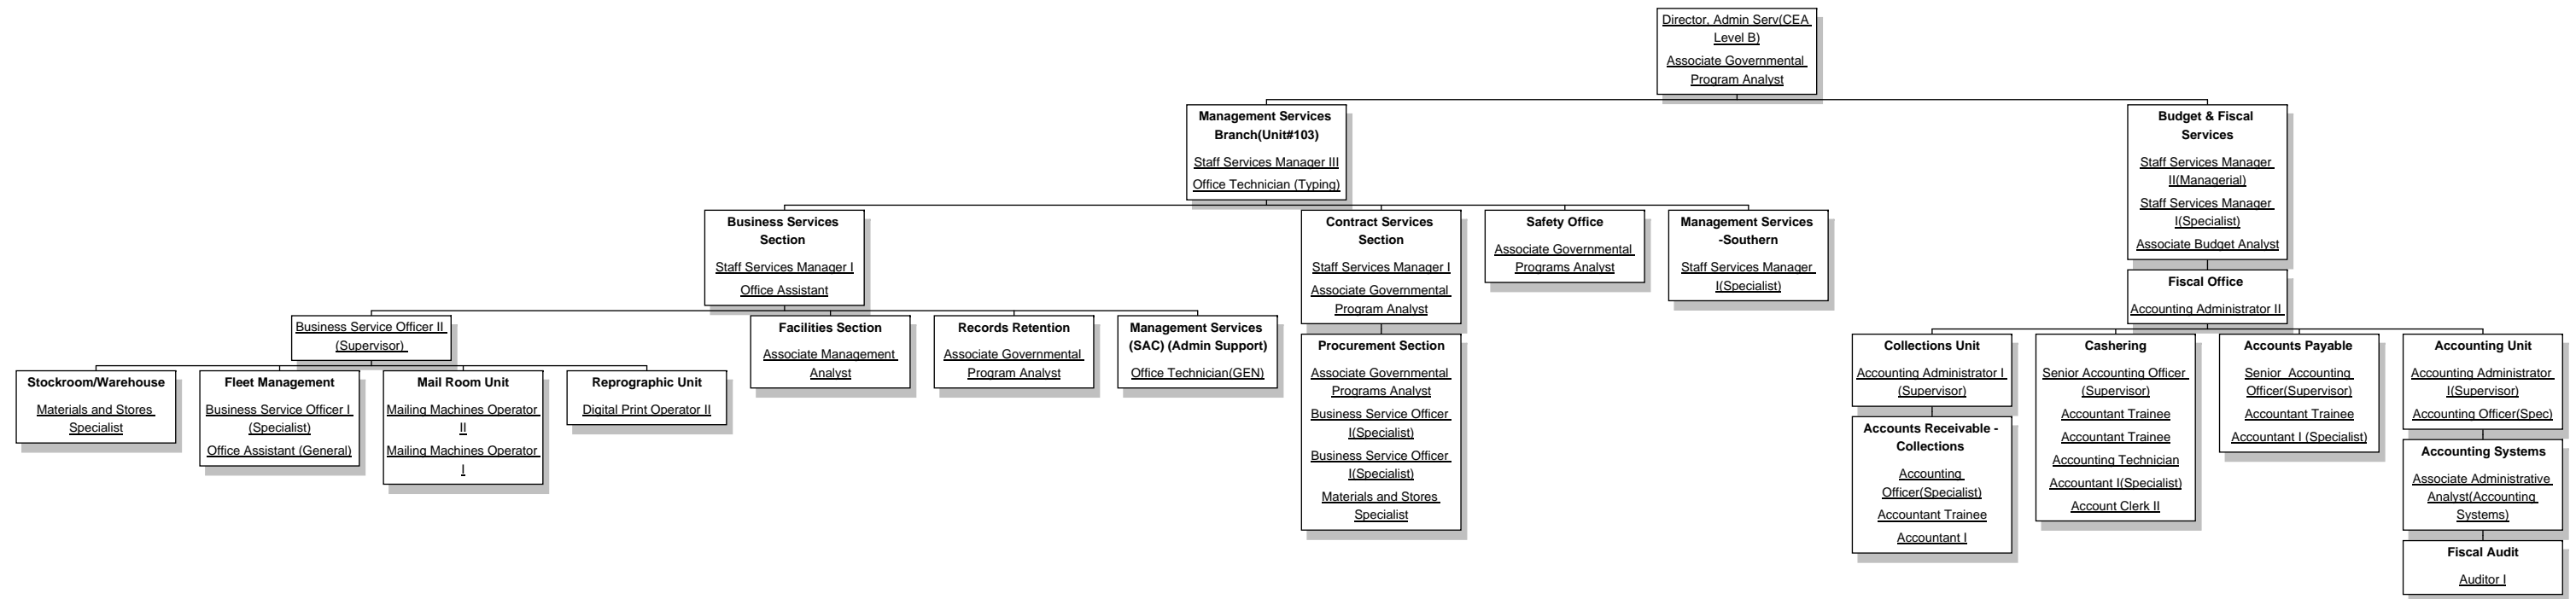 Director, Admin Serv(CEA
Level B)
Associate Governmental
Program Analyst
Management Services
Branch(Unit#103)
Staff Services Manager III
Office Technician (Typing)
Budget & Fiscal
Services
Staff Services Manager
II(Managerial)
Staff Services Manager
I(Specialist)
Associate Budget Analyst
Business Services
Section
Staff Services Manager I
Office Assistant
Contract Services
Section
Staff Services Manager I
Associate Governmental
Program Analyst
Safety Office
Associate Governmental
Programs Analyst
Management Services
-Southern
Staff Services Manager
I(Specialist)
Fiscal Office
Accounting Administrator II
Business Service Officer II
(Supervisor)
Facilities Section
Associate Management
Analyst
Records Retention
Associate Governmental
Program Analyst
Management Services
(SAC) (Admin Support)
Office Technician(GEN)
Procurement Section
Associate Governmental
Programs Analyst
Business Service Officer
I(Specialist)
Business Service Officer
I(Specialist)
Materials and Stores
Specialist
Collections Unit
Accounting Administrator I
(Supervisor)
Cashering
Senior Accounting Officer
(Supervisor)
Accountant Trainee
Accountant Trainee
Accounting Technician
Accountant I(Specialist)
Account Clerk II
Accounts Payable
Senior Accounting
Officer(Supervisor)
Accountant Trainee
Accountant I (Specialist)
Accounting Unit
Accounting Administrator
I(Supervisor)
Accounting Officer(Spec)
Stockroom/Warehouse
Materials and Stores
Specialist
Fleet Management
Business Service Officer I
(Specialist)
Office Assistant (General)
Mail Room Unit
Mailing Machines Operator
II
Mailing Machines Operator
I
Reprographic Unit
Digital Print Operator II
Accounts Receivable -
Collections
Accounting
Officer(Specialist)
Accountant Trainee
Accountant I
Accounting Systems
Associate Administrative
Analyst(Accounting
Systems)
Fiscal Audit
Auditor I